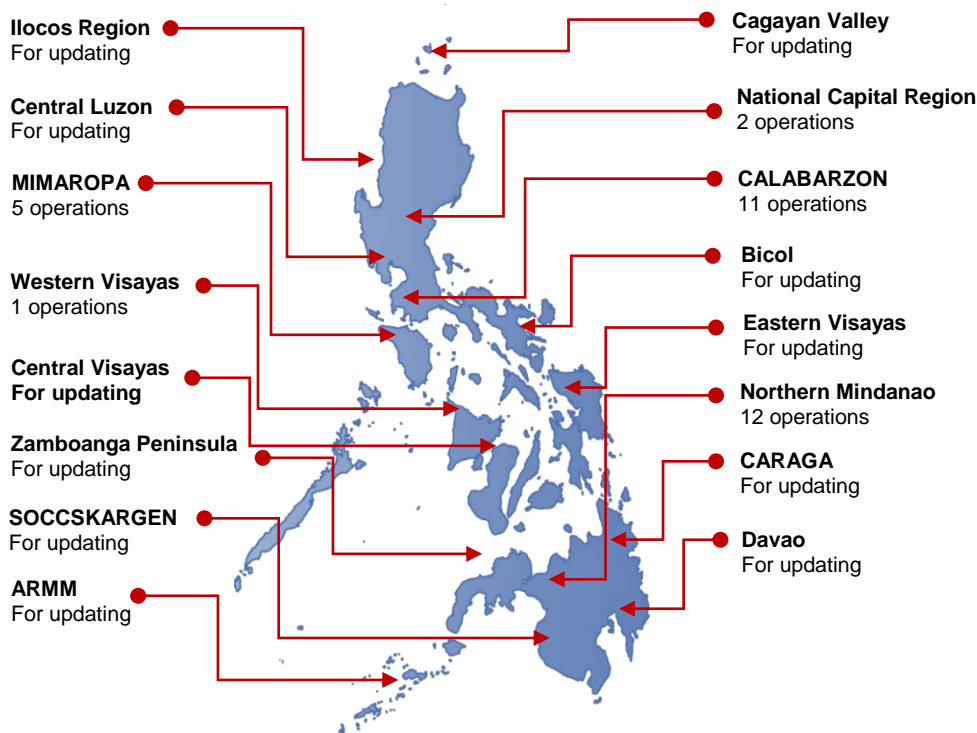 Ilocos Region
For updating
Central Luzon
For updating
MIMAROPA
5 operations
Western Visayas
1 operations
Central Visayas
For updating
Zamboanga Peninsula
For updating
SOCCSKARGEN
For updating
ARMM
For updating
Cagayan Valley
For updating
National Capital Region
2 operations
CALABARZON
11 operations
Bicol
For updating
Eastern Visayas
For updating
Northern Mindanao
12 operations
CARAGA
For updating
Davao
For updating